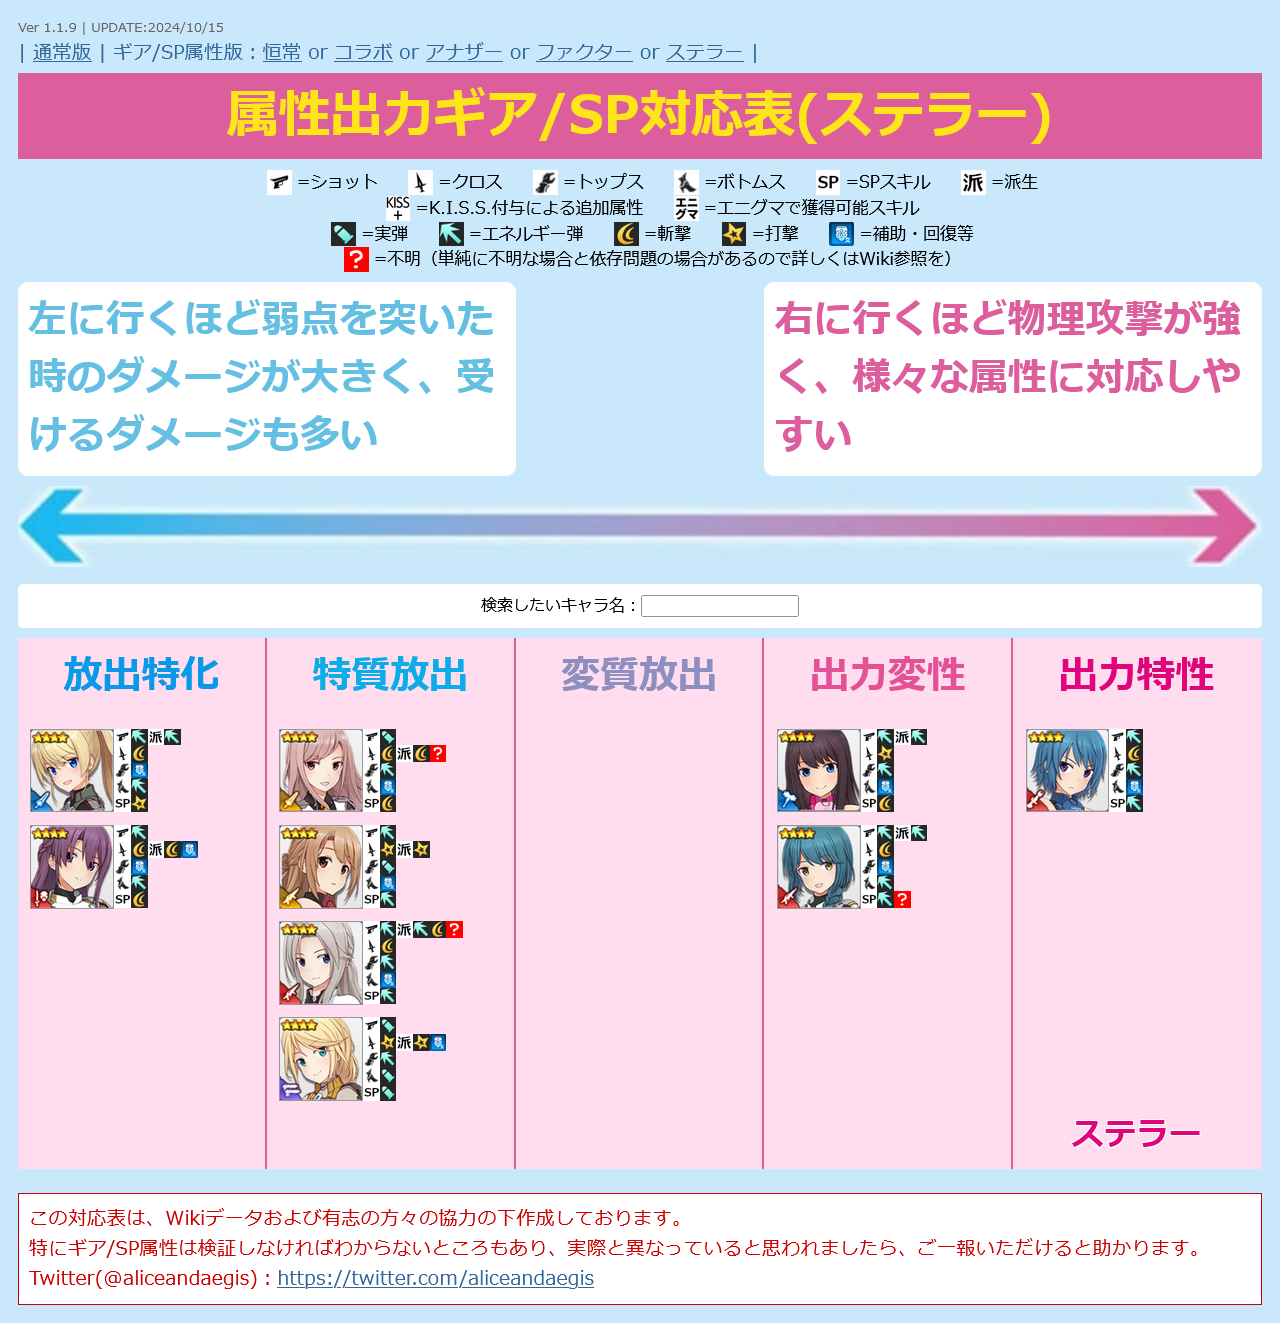 Ver 1.1.9 | UPDATE:2024/10/15
| 通常版 | ギア/SP属性版：恒常 or コラボ or アナザー or ファクター or ステラー |
属性出力ギア/SP対応表(ステラー)
=ショット =クロス =トップス =ボトムス SP =SPスキル 派 =派生
KISS+ =K.I.S.S.付与による追加属性 エニグマ =エニグマで獲得可能スキル
=実弾 =エネルギー弾 =斬撃 =打撃 =補助・回復等
? =不明（単純に不明な場合と依存問題の場合があるので詳しくはWiki参照を）
左に行くほど弱点を突いた
時のダメージが大きく、受
けるダメージも多い
右に行くほど物理攻撃が強
く、様々な属性に対応しや
すい
検索したいキャラ名：
放出特化
派
SP
派
SP
特質放出
派 ?
SP
派
SP
派 ?
SP
派
SP
変質放出
出力変性
派
SP
派
SP ?
出力特性
SP
ステラー
この対応表は、Wikiデータおよび有志の方々の協力の下作成しております。
特にギア/SP属性は検証しなければわからないところもあり、実際と異なっていると思われましたら、ご一報いただけると助かります。
Twitter(@aliceandaegis)：https://twitter.com/aliceandaegis